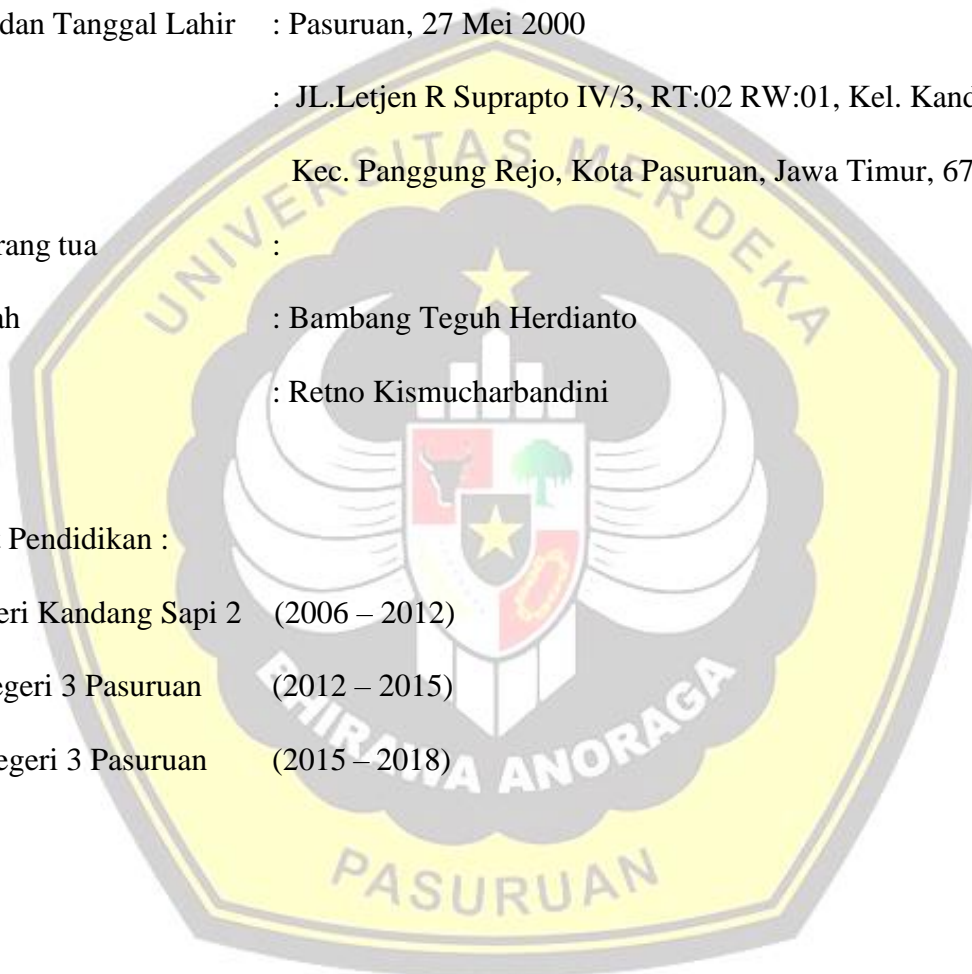 dan Tanggal Lahir : Pasuruan, 27 Mei 2000
: JL.Letjen R Suprapto IV/3, RT:02 RW:01, Kel. Kand
Kec. Panggung Rejo, Kota Pasuruan, Jawa Timur, 67
rang tua :
ah : Bambang Teguh Herdianto
: Retno Kismucharbandini
Pendidikan :
eri Kandang Sapi 2 (2006 – 2012)
egeri 3 Pasuruan (2012 – 2015)
egeri 3 Pasuruan (2015 – 2018)
UNIVERSITAS MERDEKA
BHIRAWA ANORAGA
PASURUAN